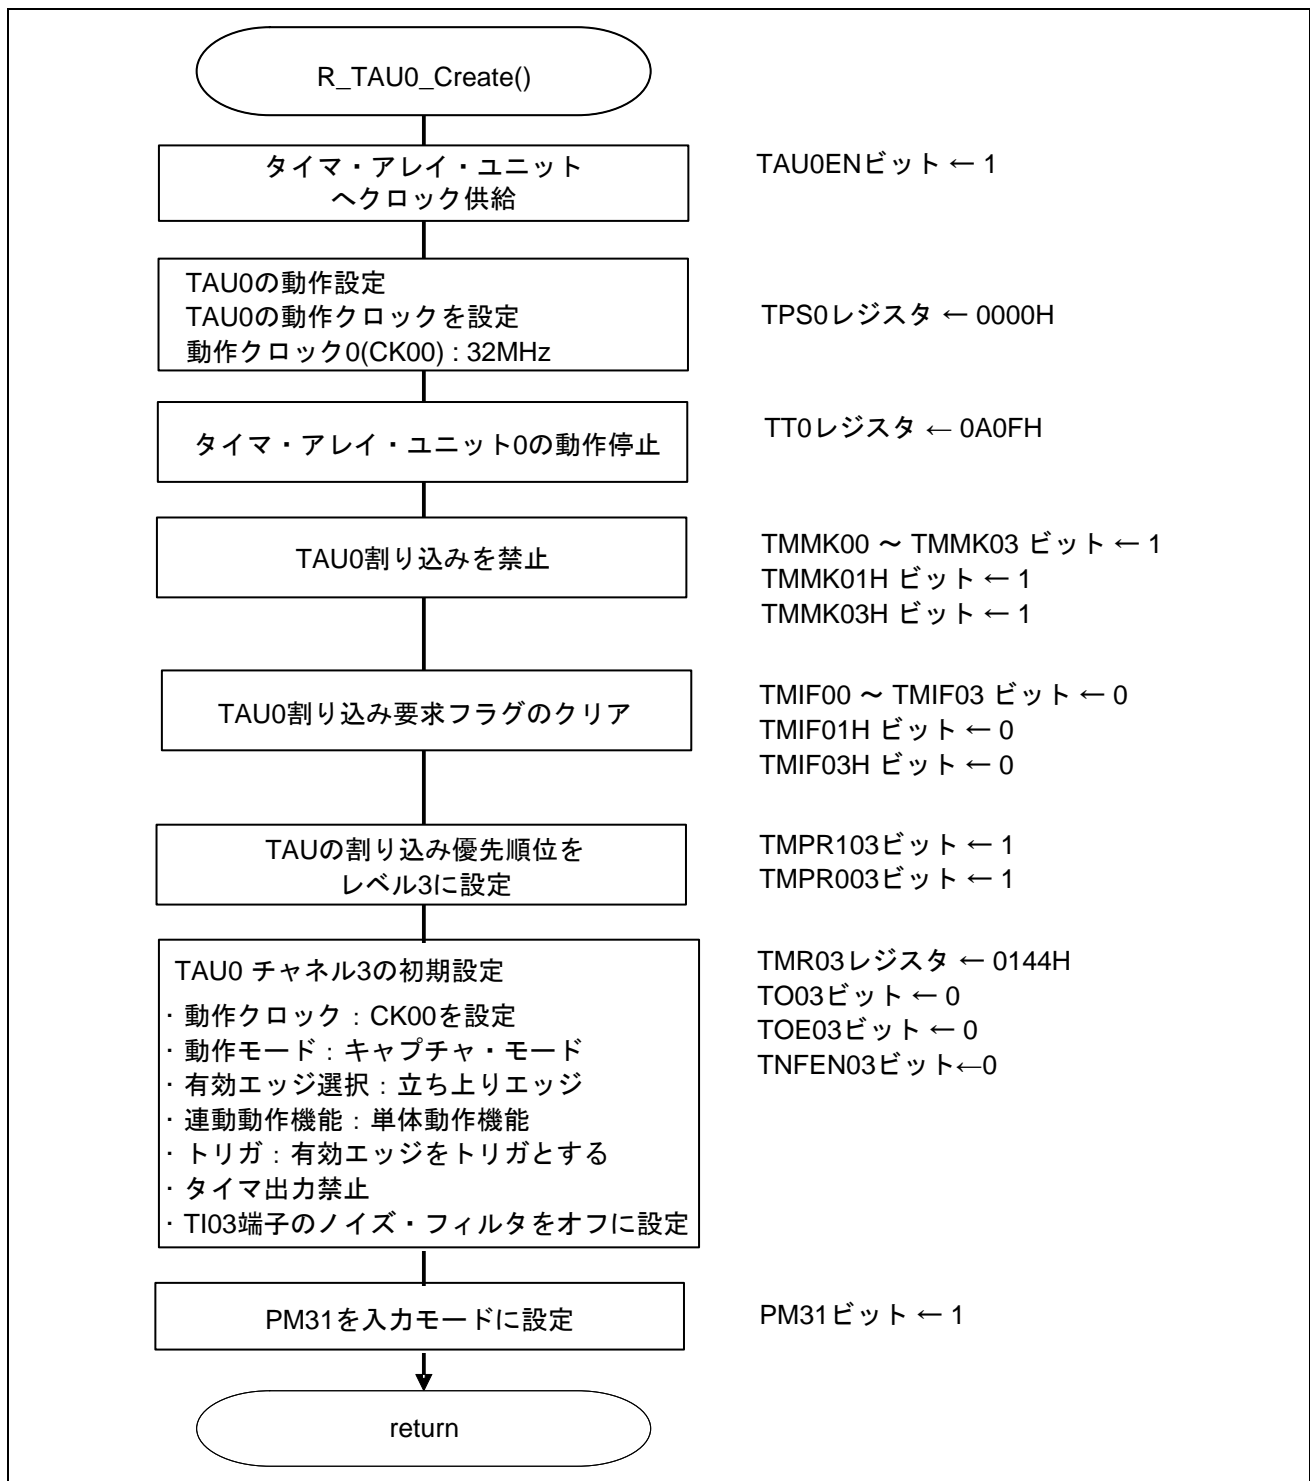 R_TAU0_Create()
タイマ・アレイ・ユニット
へクロック供給
TAU0ENビット ← 1
TAU0の動作設定
TAU0の動作クロックを設定
動作クロック0(CK00) : 32MHz
TPS0レジスタ ← 0000H
タイマ・アレイ・ユニット0の動作停止
TT0レジスタ ← 0A0FH
TAU0割り込みを禁止
TMMK00 ～ TMMK03 ビット ← 1
TMMK01H ビット ← 1
TMMK03H ビット ← 1
TAU0割り込み要求フラグのクリア
TMIF00 ～ TMIF03 ビット ← 0
TMIF01H ビット ← 0
TMIF03H ビット ← 0
TAUの割り込み優先順位を
レベル3に設定
TMPR103ビット ← 1
TMPR003ビット ← 1
TAU0 チャネル3の初期設定
・動作クロック：CK00を設定
・動作モード：キャプチャ・モード
・有効エッジ選択：立ち上りエッジ
・連動動作機能：単体動作機能
・トリガ：有効エッジをトリガとする
・タイマ出力禁止
・TI03端子のノイズ・フィルタをオフに設定
TMR03レジスタ ← 0144H
TO03ビット ← 0
TOE03ビット ← 0
TNFEN03ビット←0
PM31を入力モードに設定
PM31ビット ← 1
return